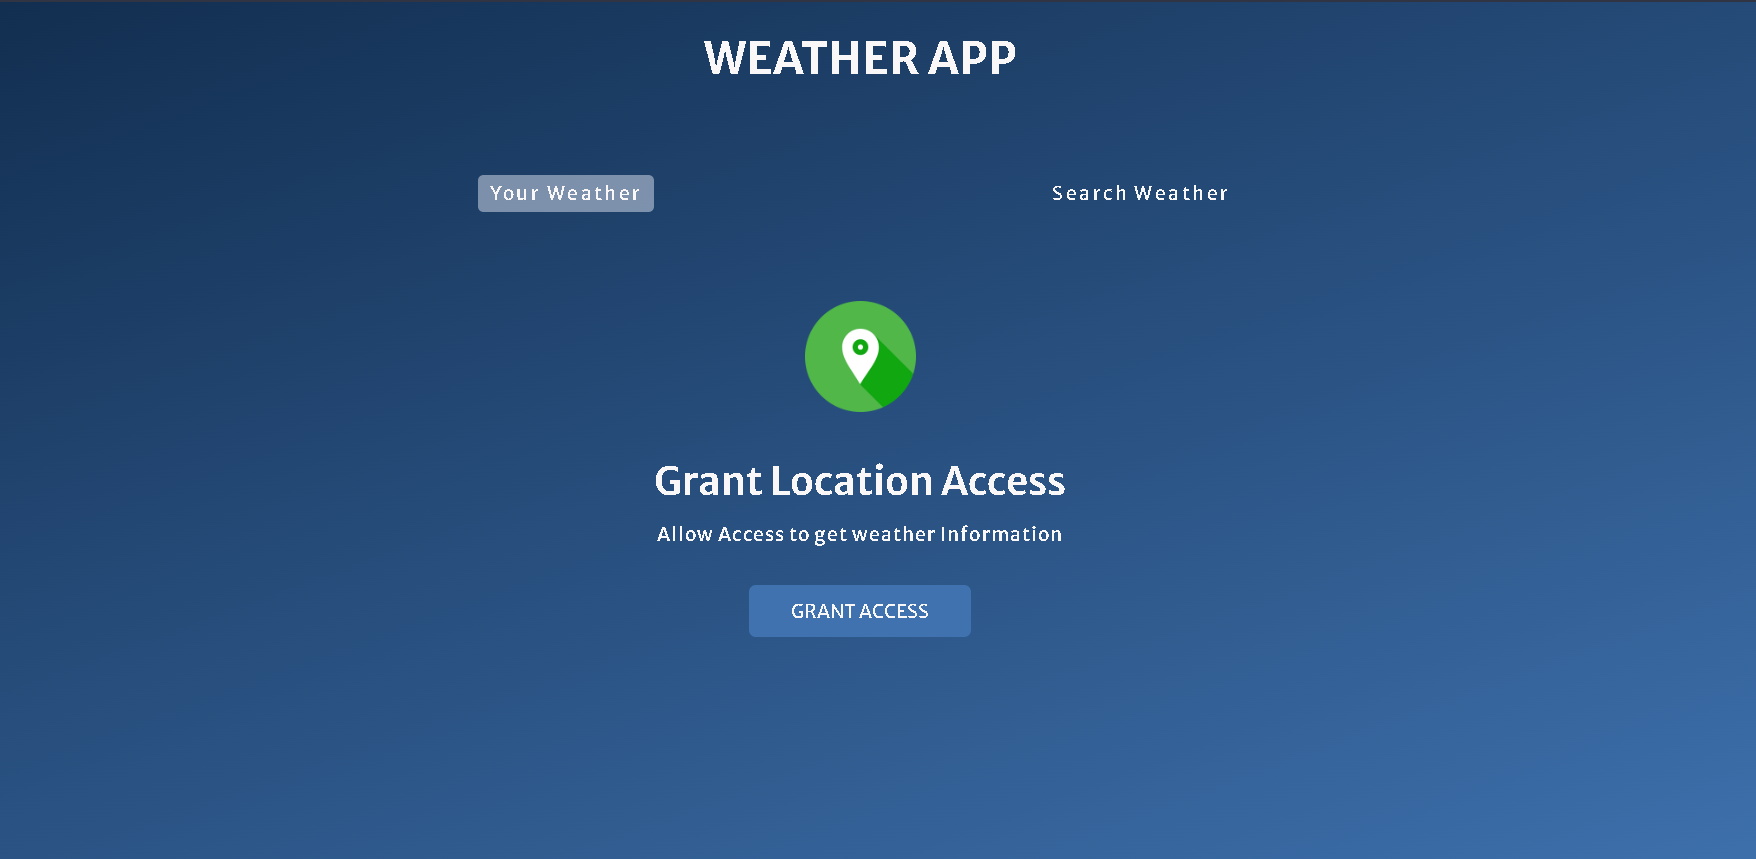 WEATHER APP
Your Weather
Search Weather
Grant Location Access
Allow Access to get weather Information
GRANT ACCESS